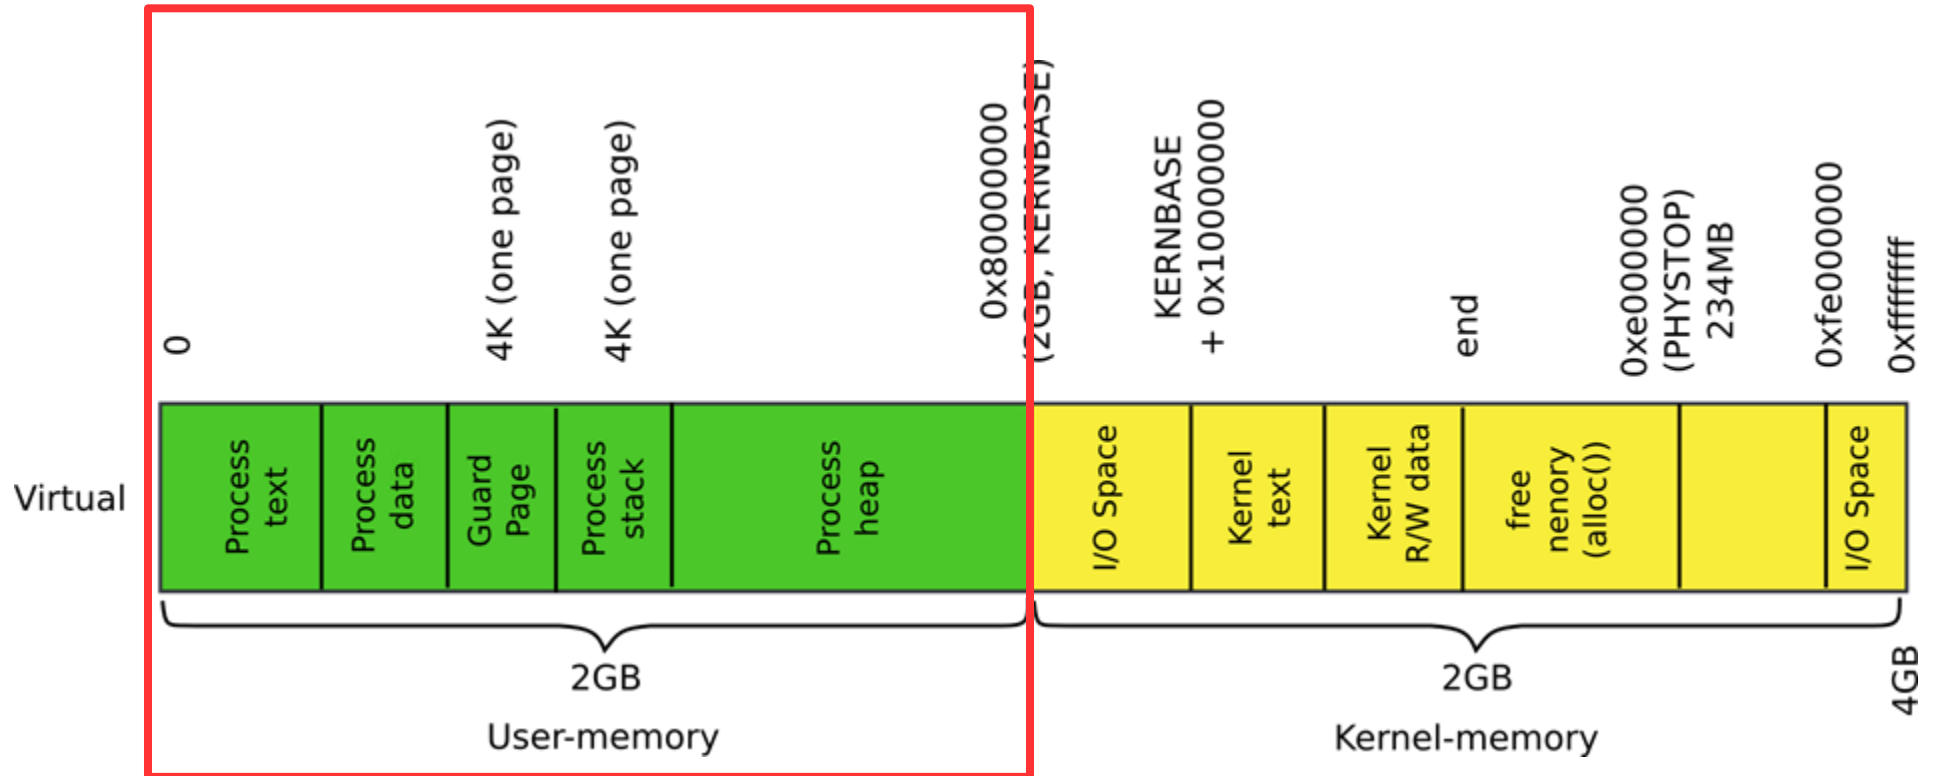 0
4K (one page)
4K (one page)
0x80000000
(2GB, KERNBASE)
KERNBASE
+ 0x10000000
end
0xe000000
(PHYSTOP)
234MB
0xfe000000
0xffffffff
Virtual
Process
text
Process
data
Guard
Page
Process
stack
Process
heap
I/O Space
Kernel
text
Kernel
R/W data
free
nenory
(alloc())
I/O Space
2GB
2GB
4GB
User-memory
Kernel-memory